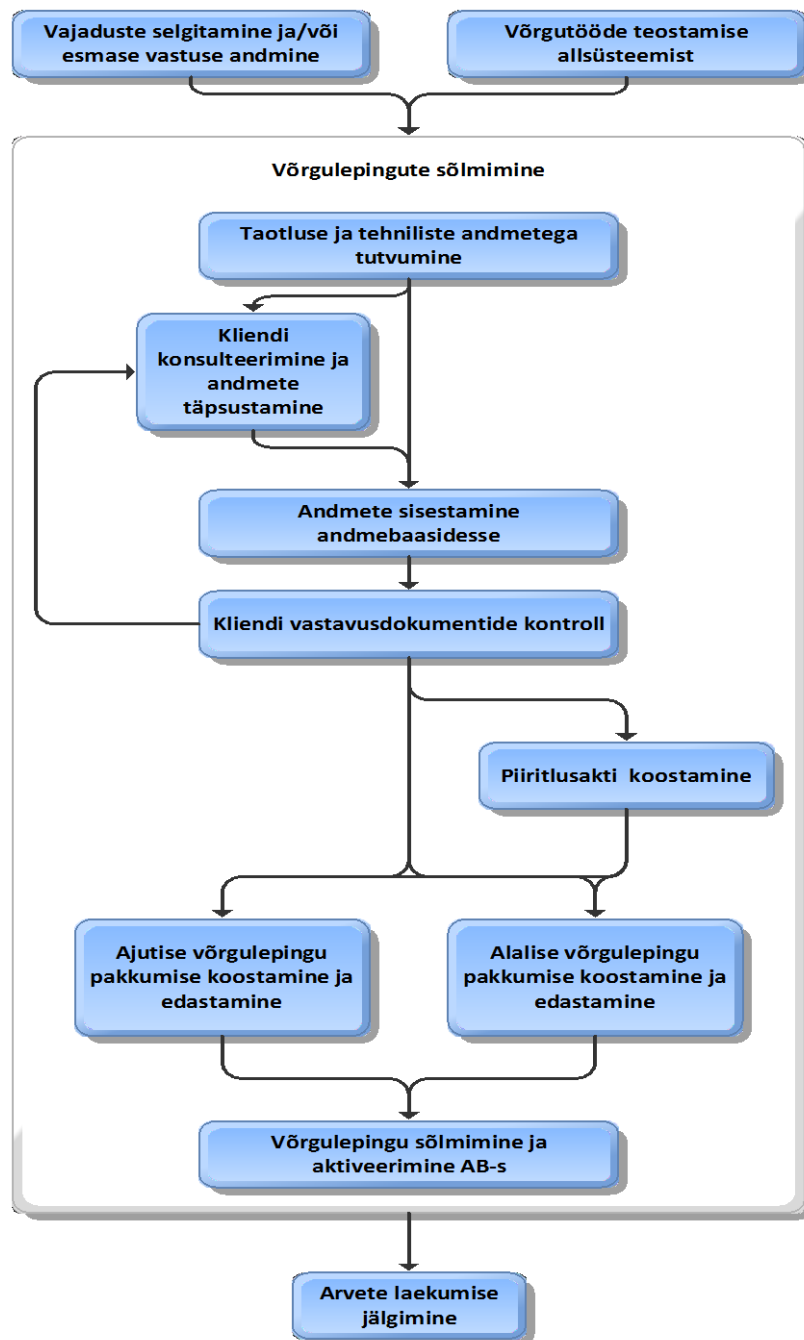 Vajaduste selgitamine ja/või
esmase vastuse andmine
Võrgutööde teostamise
allsüsteemist
Võrgulepingute sõlmimine
Taotluse ja tehniliste andmetega
tutvumine
Kliendi
konsulteerimine ja
andmete
täpsustamine
Andmete sisestamine
andmebaasidesse
Kliendi vastavusdokumentide kontroll
Piiritlusakti koostamine
Ajutise võrgulepingu
pakkumise koostamine ja
edastamine
Alalise võrgulepingu
pakkumise koostamine ja
edastamine
Võrgulepingu sõlmimine ja
aktiveerimine AB-s
Arvete laekumise
jälgimine